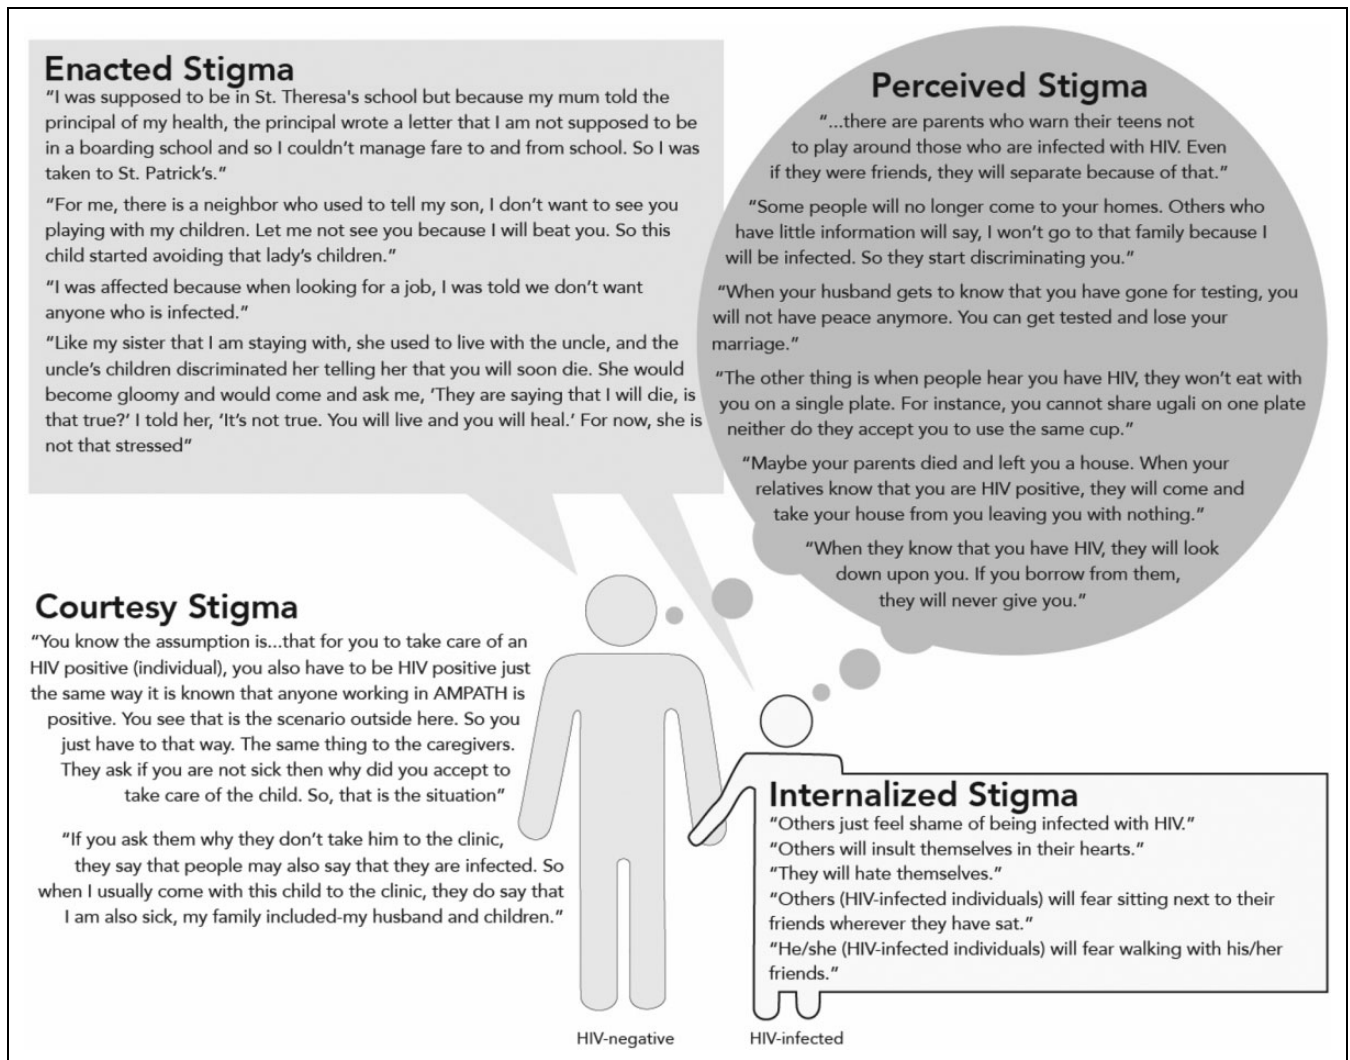 Enacted Stigma
“I was supposed to be in St. Theresa's school but because my mum told the
principal of my health, the principal wrote a letter that I am not supposed to be
in a boarding school and so I couldn’t manage fare to and from school. So I was
taken to St. Patrick’s.”
“For me, there is a neighbor who used to tell my son, I don’t want to see you
playing with my children. Let me not see you because I will beat you. So this
child started avoiding that lady’s children.”
“I was affected because when looking for a job, I was told we don’t want
anyone who is infected.”
“Like my sister that I am staying with, she used to live with the uncle, and the
uncle’s children discriminated her telling her that you will soon die. She would
become gloomy and would come and ask me, ‘They are saying that I will die, is
that true?’ I told her, ‘It’s not true. You will live and you will heal.’ For now, she is
not that stressed”
Perceived Stigma
“...there are parents who warn their teens not
to play around those who are infected with HIV. Even
if they were friends, they will separate because of that.”
“Some people will no longer come to your homes. Others who
have little information will say, I won’t go to that family because I
will be infected. So they start discriminating you.”
“When your husband gets to know that you have gone for testing, you
will not have peace anymore. You can get tested and lose your
marriage.”
“The other thing is when people hear you have HIV, they won’t eat with
you on a single plate. For instance, you cannot share ugali on one plate
neither do they accept you to use the same cup.”
“Maybe your parents died and left you a house. When your
relatives know that you are HIV positive, they will come and
take your house from you leaving you with nothing.”
“When they know that you have HIV, they will look
down upon you. If you borrow from them,
they will never give you.”
Courtesy Stigma
“You know the assumption is...that for you to take care of an
HIV positive (individual), you also have to be HIV positive just
the same way it is known that anyone working in AMPATH is
positive. You see that is the scenario outside here. So you
just have to that way. The same thing to the caregivers.
They ask if you are not sick then why did you accept to
take care of the child. So, that is the situation”
“If you ask them why they don’t take him to the clinic,
they say that people may also say that they are infected. So
when I usually come with this child to the clinic, they do say that
I am also sick, my family included-my husband and children.”
Internalized Stigma
“Others just feel shame of being infected with HIV.”
“Others will insult themselves in their hearts.”
“They will hate themselves.”
“Others (HIV-infected individuals) will fear sitting next to their
friends wherever they have sat.”
“He/she (HIV-infected individuals) will fear walking with his/her
friends.”
HIV-negative
HIV-infected